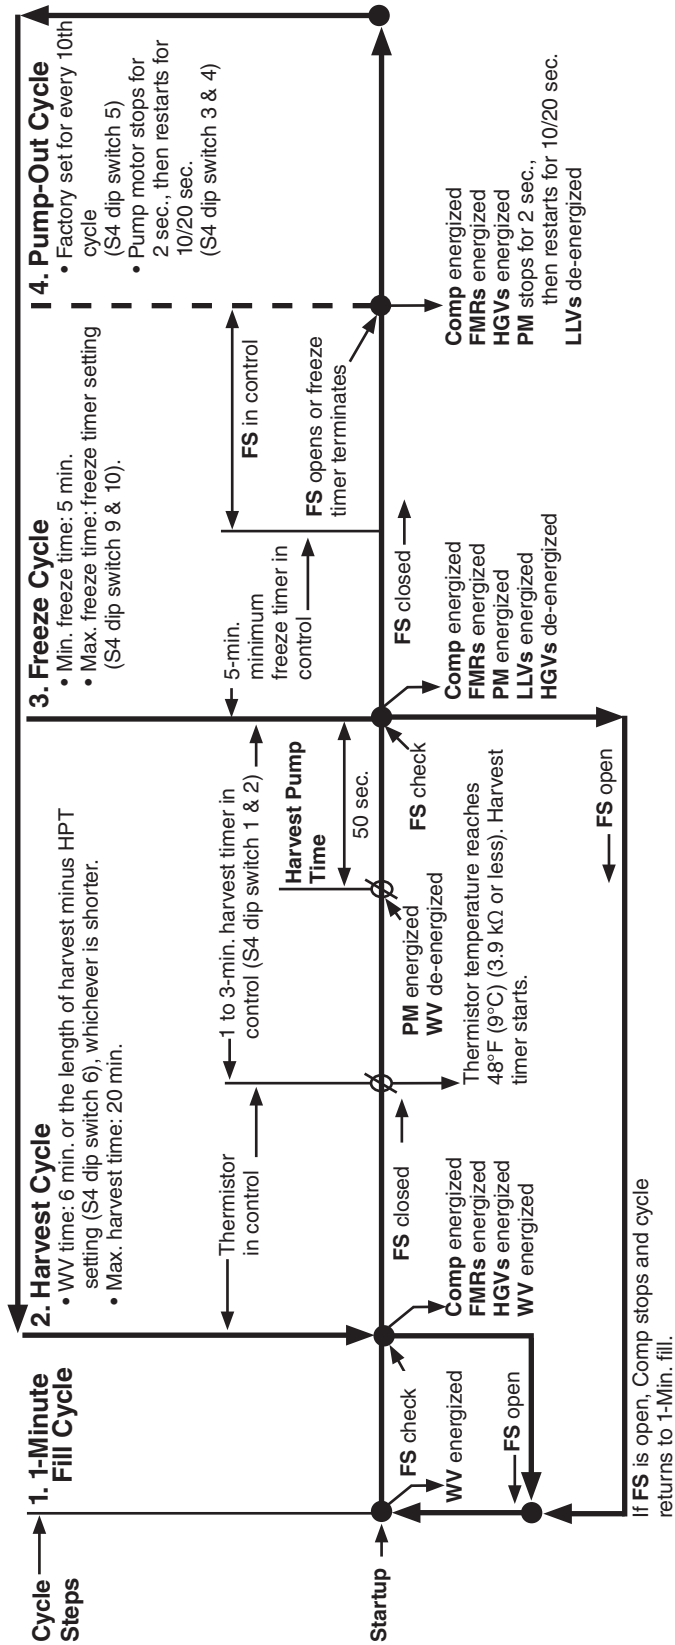 Cycle
Steps
1. 1-Minute
Fill Cycle
2. Harvest Cycle
• WV time: 6 min. or the length of harvest minus HPT
setting (S4 dip switch 6), whichever is shorter.
• Max. harvest time: 20 min.
3. Freeze Cycle
• Min. freeze time: 5 min.
• Max. freeze time: freeze timer setting
(S4 dip switch 9 & 10).
4. Pump-Out Cycle
• Factory set for every 10th
cycle
(S4 dip switch 5)
• Pump motor stops for
2 sec., then restarts for
10/20 sec.
(S4 dip switch 3 & 4)
Thermistor
in control
1 to 3-min. harvest timer in
control (S4 dip switch 1 & 2)
Harvest Pump
Time
50 sec.
5-min.
minimum
freeze timer in
control
FS in control
FS opens or freeze
timer terminates
Startup
FS check
WV energized
FS open
FS closed
Comp energized
FMRs energized
HGVs energized
WV energized
PM energized
WV de-energized
Thermistor temperature reaches
48°F (9°C) (3.9 kΩ or less). Harvest
timer starts.
FS check
FS closed
Comp energized
FMRs energized
PM energized
LLVs energized
HGVs de-energized
Comp energized
FMRs energized
HGVs energized
PM stops for 2 sec.,
then restarts for 10/20 sec.
LLVs de-energized
FS open
If FS is open, Comp stops and cycle
returns to 1-Min. fill.